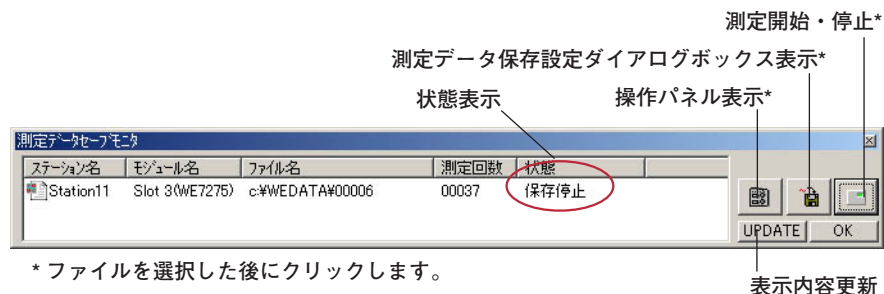 測定開始・停止*
測定データ保存設定ダイアログボックス表示*
状態表示
操作パネル表示*
測定ﾃﾞｰﾀｾｰﾌﾞﾓﾆﾀ
ｽﾃｰｼｮﾝ名 ﾓｼﾞｭｰﾙ名 ﾌｧｲﾙ名 測定回数 状態
Station11 Slot 3(WE7275) c:¥WEDATA¥00006 00037 保存停止
UPDATE OK
* ファイルを選択した後にクリックします。
表示内容更新